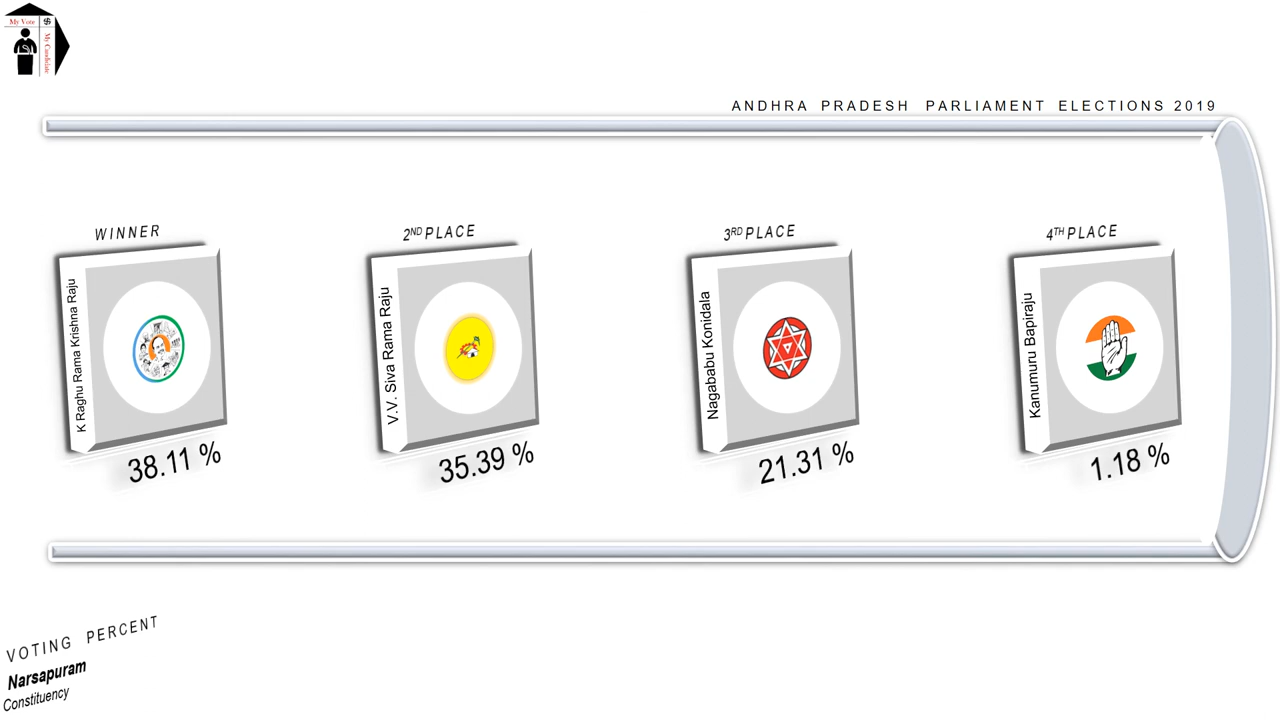 My Vote
My Candidate
ANDHRA PRADESH PARLIAMENT ELECTIONS 2019
WINNER
K Raghu Rama Krishna Raju
38.11 %
2ND PLACE
V.V. Siva Rama Raju
35.39 %
3RD PLACE
Nagababu Konidala
21.31 %
4TH PLACE
Kanumuru Bapiraju
1.18 %
VOTING PERCENT
Narsapuram
Constituency